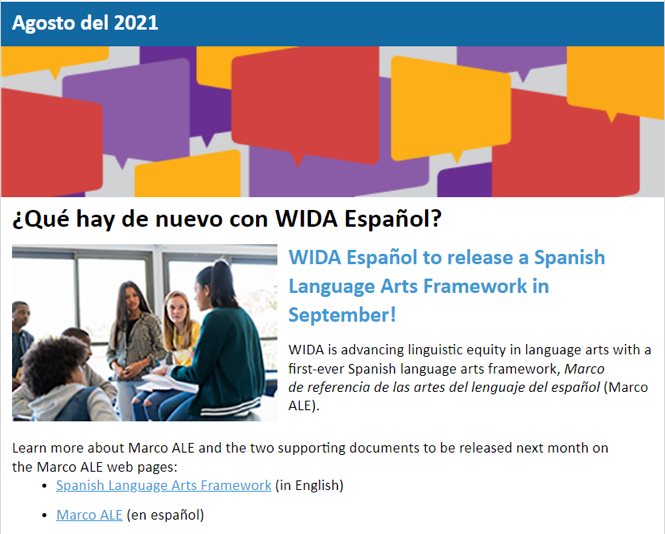 Agosto del 2021
¿Qué hay de nuevo con WIDA Español?
WIDA Español to release a Spanish
Language Arts Framework in
September!
WIDA is advancing linguistic equity in language arts with a
first-ever Spanish language arts framework, Marco
de referencia de las artes del lenguaje del español (Marco
ALE).
Learn more about Marco ALE and the two supporting documents to be released next month on
the Marco ALE web pages:
• Spanish Language Arts Framework (in English)
• Marco ALE (en español)